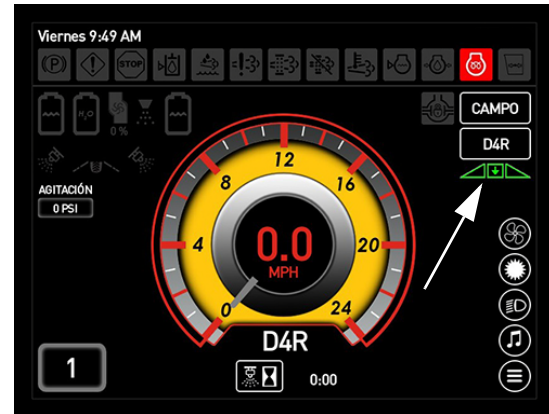 Viernes 9:49 AM
STOP
H₂O
0 %
CAMPO
D4R
AGITACIÓN
0 PSI
0
4
8
12
16
20
24
0.0
MPH
D4R
1
0:00